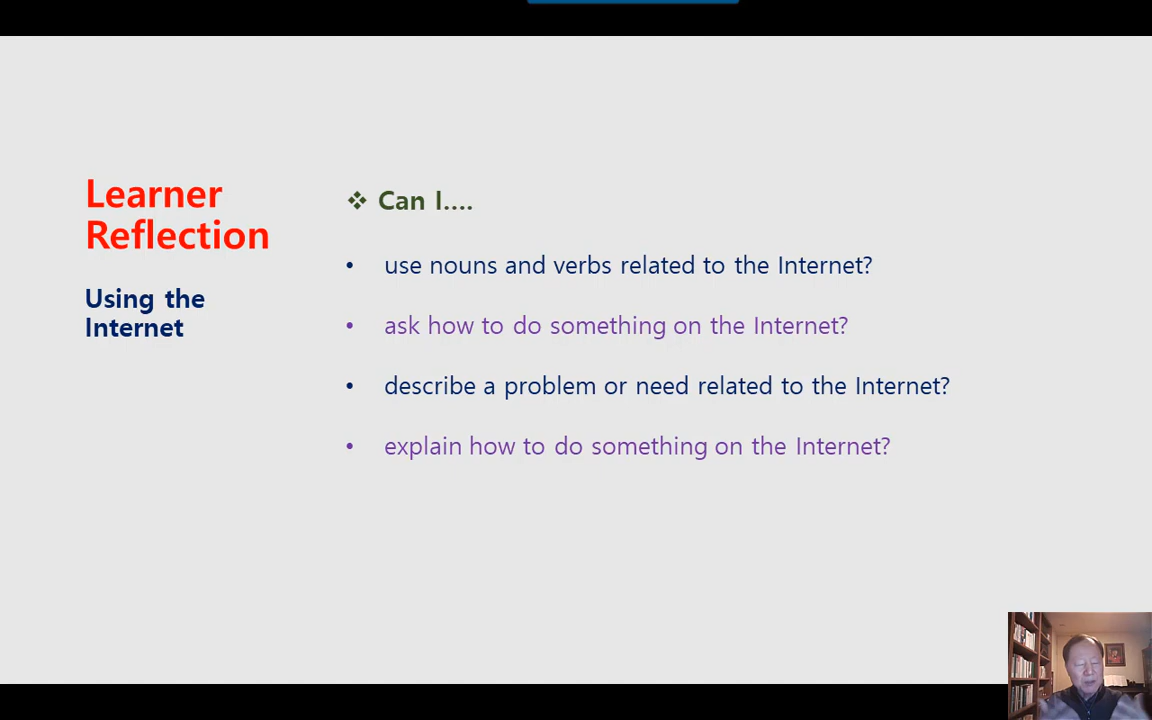 Learner
Reflection
Using the
Internet
❖ Can I....
• use nouns and verbs related to the Internet?
• ask how to do something on the Internet?
• describe a problem or need related to the Internet?
• explain how to do something on the Internet?